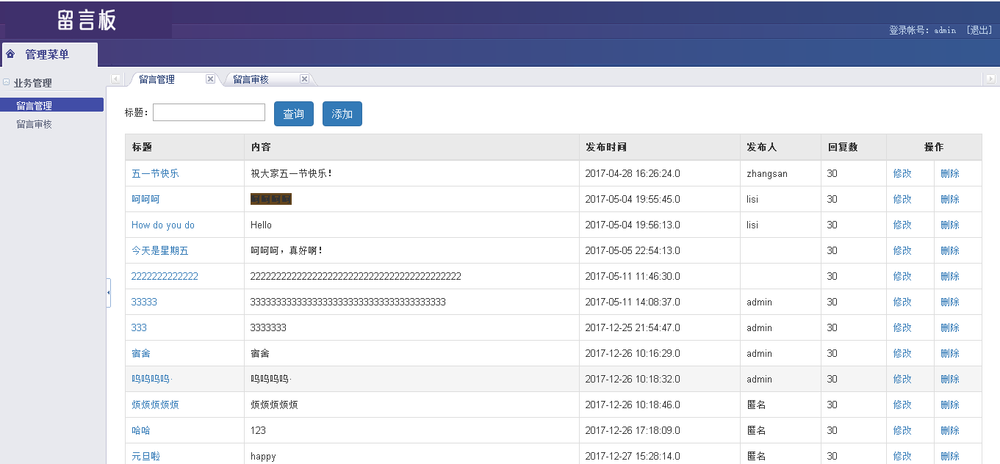 留言板
登录帐号: admin [退出]
管理菜单
业务管理
留言管理
留言审核
留言管理 留言审核
标题: 查询 添加
标题 内容 发布时间 发布人 回复数 操作
五一节快乐 祝大家五一节快乐! 2017-04-28 16:26:24.0 zhangsan 30 修改 删除
呵呵呵 2017-05-04 19:55:45.0 lisi 30 修改 删除
How do you do Hello 2017-05-04 19:56:13.0 lisi 30 修改 删除
今天是星期五 呵呵呵,真好啊! 2017-05-05 22:54:13.0 30 修改 删除
2222222222222 22222222222222222222222222222222222222222 2017-05-11 11:46:30.0 30 修改 删除
33333 33333333333333333333333333333333333333 2017-05-11 14:08:37.0 admin 30 修改 删除
333 3333333 2017-12-25 21:54:47.0 admin 30 修改 删除
宿舍 宿舍 2017-12-26 10:16:29.0 admin 30 修改 删除
呜呜呜呜· 呜呜呜呜· 2017-12-26 10:18:32.0 admin 30 修改 删除
烦烦烦烦烦 烦烦烦烦烦 2017-12-26 10:18:46.0 匿名 30 修改 删除
哈哈 123 2017-12-26 17:18:09.0 匿名 30 修改 删除
元旦啦 happy 2017-12-27 15:28:14.0 匿名 30 修改 删除